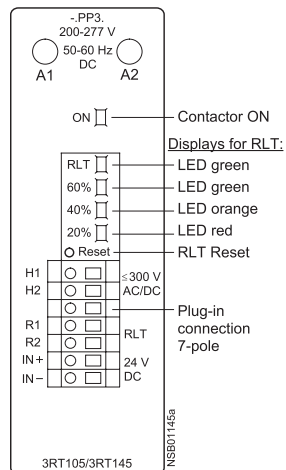 -.PP3.
200-277 V
50-60 Hz
DC
A1
A2
ON
Contactor ON
Displays for RLT:
RLT
LED green
60%
LED green
40%
LED orange
20%
LED red
Reset
RLT Reset
H1
≤300 V
H2
AC/DC
Plug-in
connection
7-pole
R1
RLT
R2
IN+
24 V
IN−
DC
NSB01145a
3RT105/3RT145